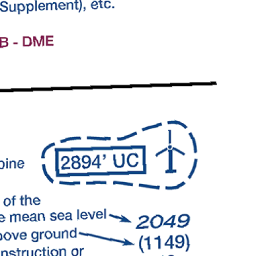 Supplement), etc.
B - DME
bine
2894' UC
of the
e mean sea level 2049
bove ground (1149)
nstruction or